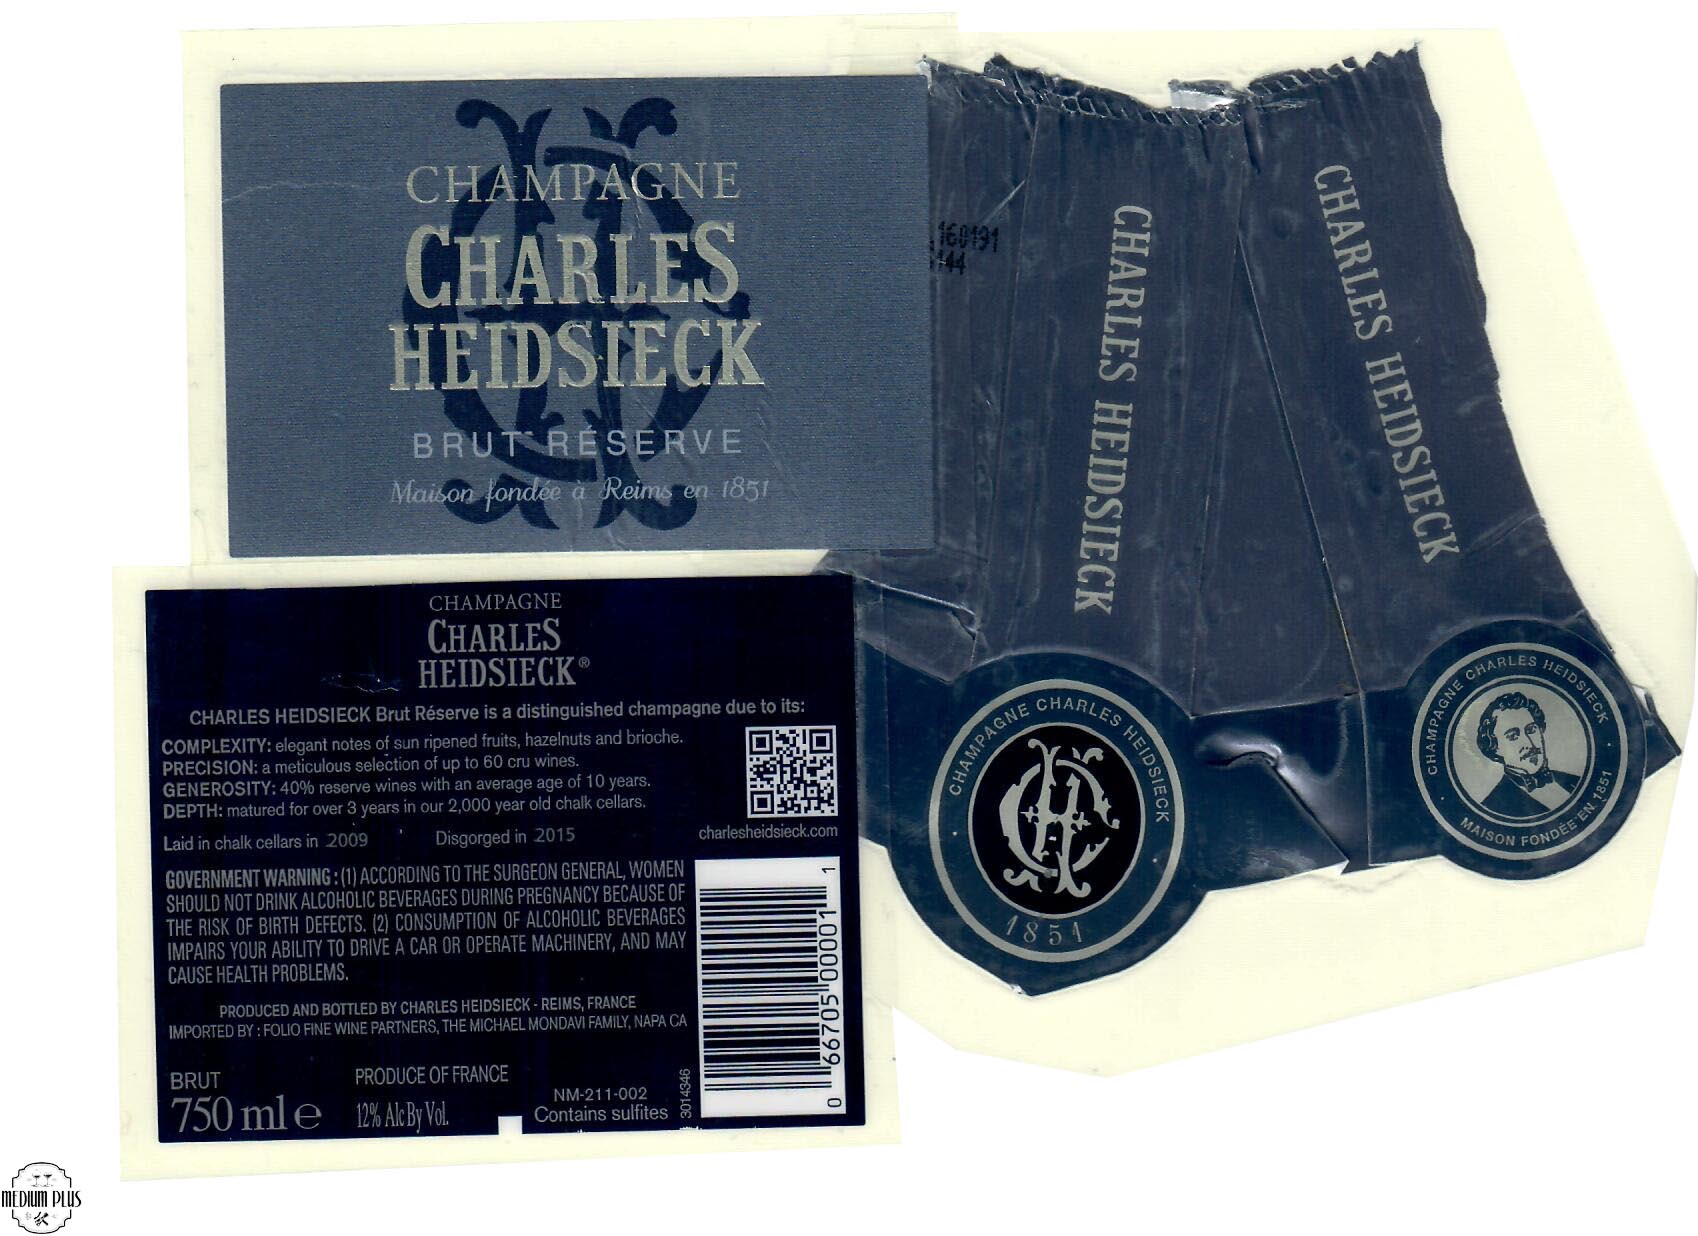 CHAMPAGNE
CHARLES
HEIDSIECK
BRUT RÉSERVE
Maison fondée à Reims en 1851
160191
144
CHARLES HEIDSIECK
CHARLES HEIDSIECK
CHAMPAGNE CHARLES HEIDSIECK
1851
CHAMPAGNE CHARLES HEIDSIECK
MAISON FONDÉE EN 1851
CHAMPAGNE
CHARLES
HEIDSIECK®
CHARLES HEIDSIECK Brut Réserve is a distinguished champagne due to its:
COMPLEXITY: elegant notes of sun ripened fruits, hazelnuts and brioche.
PRECISION: a meticulous selection of up to 60 cru wines.
GENEROSITY: 40% reserve wines with an average age of 10 years.
DEPTH: matured for over 3 years in our 2,000 year old chalk cellars.
Laid in chalk cellars in 2009 Disgorged in 2015
charlesheidsieck.com
GOVERNMENT WARNING : (1) ACCORDING TO THE SURGEON GENERAL, WOMEN
SHOULD NOT DRINK ALCOHOLIC BEVERAGES DURING PREGNANCY BECAUSE OF
THE RISK OF BIRTH DEFECTS. (2) CONSUMPTION OF ALCOHOLIC BEVERAGES
IMPAIRS YOUR ABILITY TO DRIVE A CAR OR OPERATE MACHINERY, AND MAY
CAUSE HEALTH PROBLEMS.
PRODUCED AND BOTTLED BY CHARLES HEIDSIECK - REIMS, FRANCE
IMPORTED BY : FOLIO FINE WINE PARTNERS, THE MICHAEL MONDAVI FAMILY, NAPA CA
BRUT
750 ml e
PRODUCE OF FRANCE
12% Alc By Vol.
NM-211-002
Contains sulfites
3014346
0 66705 00001 1
MEDIUM PLUS